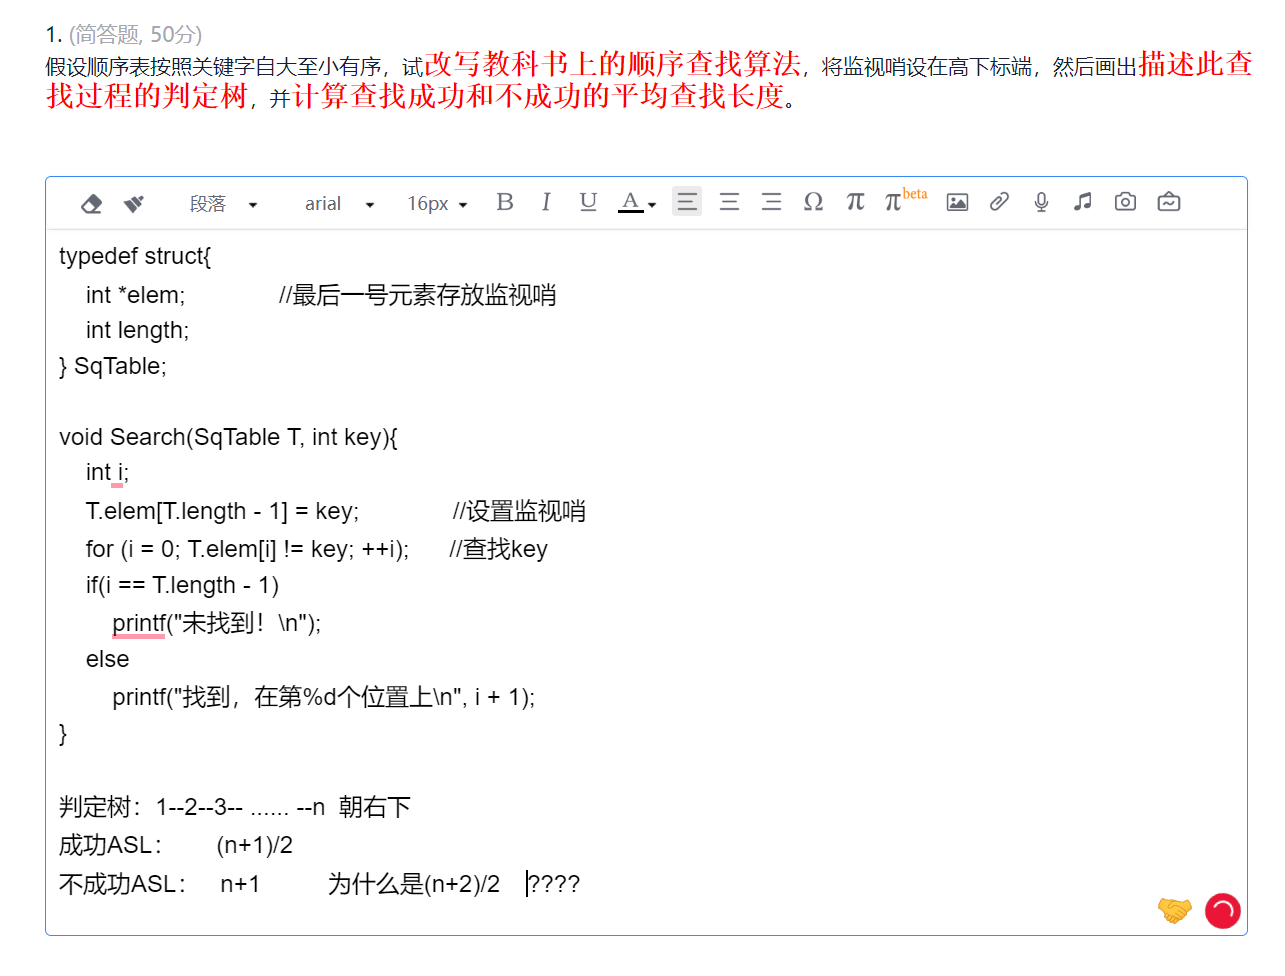 1. (简答题, 50分)
假设顺序表按照关键字自大至小有序，试改写教科书上的顺序查找算法，将监视哨设在高下标端，然后画出描述此查
找过程的判定树，并计算查找成功和不成功的平均查找长度。
段落 arial 16px B I U A Ω π πbeta
typedef struct{
int *elem; //最后一号元素存放监视哨
int length;
} SqTable;
void Search(SqTable T, int key){
int i;
T.elem[T.length - 1] = key; //设置监视哨
for (i = 0; T.elem[i] != key; ++i); //查找key
if(i == T.length - 1)
printf("未找到！\n");
else
printf("找到，在第%d个位置上\n", i + 1);
}
判定树：1--2--3-- ...... --n 朝右下
成功ASL： (n+1)/2
不成功ASL： n+1 为什么是(n+2)/2 ????